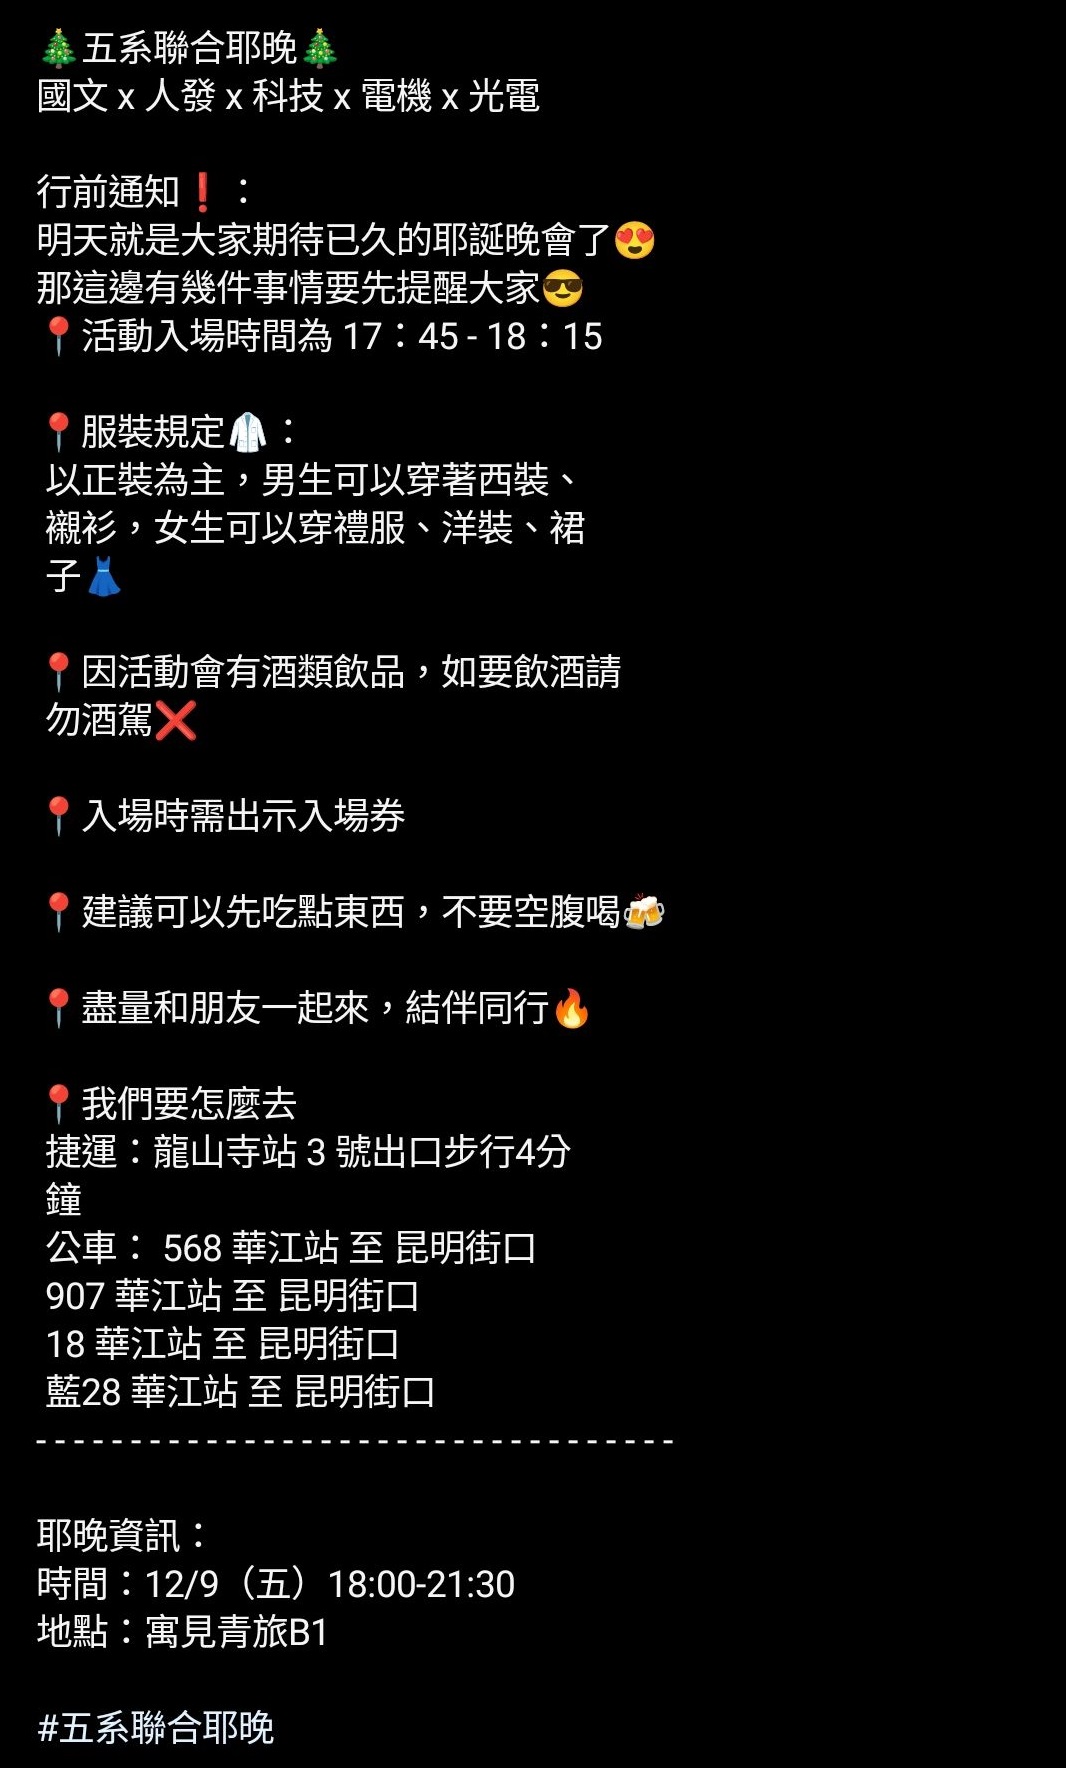 🎄五系聯合耶晚🎄
國文 x 人發 x 科技 x 電機 x 光電
行前通知❗：
明天就是大家期待已久的耶誕晚會了😍
那這邊有幾件事情要先提醒大家😎
📍活動入場時間為 17：45 - 18：15
📍服裝規定🥼：
以正裝為主，男生可以穿著西裝、
襯衫，女生可以穿禮服、洋裝、裙
子👗
📍因活動會有酒類飲品，如要飲酒請
勿酒駕❌
📍入場時需出示入場券
📍建議可以先吃點東西，不要空腹喝🍻
📍盡量和朋友一起來，結伴同行🔥
📍我們要怎麼去
捷運：龍山寺站 3 號出口步行4分
鐘
公車： 568 華江站 至 昆明街口
907 華江站 至 昆明街口
18 華江站 至 昆明街口
藍28 華江站 至 昆明街口
- - - - - - - - - - - - - - - - - - - - - - - - - - - - - - - - - -
耶晚資訊：
時間：12/9（五）18:00-21:30
地點：寓見青旅B1
#五系聯合耶晚